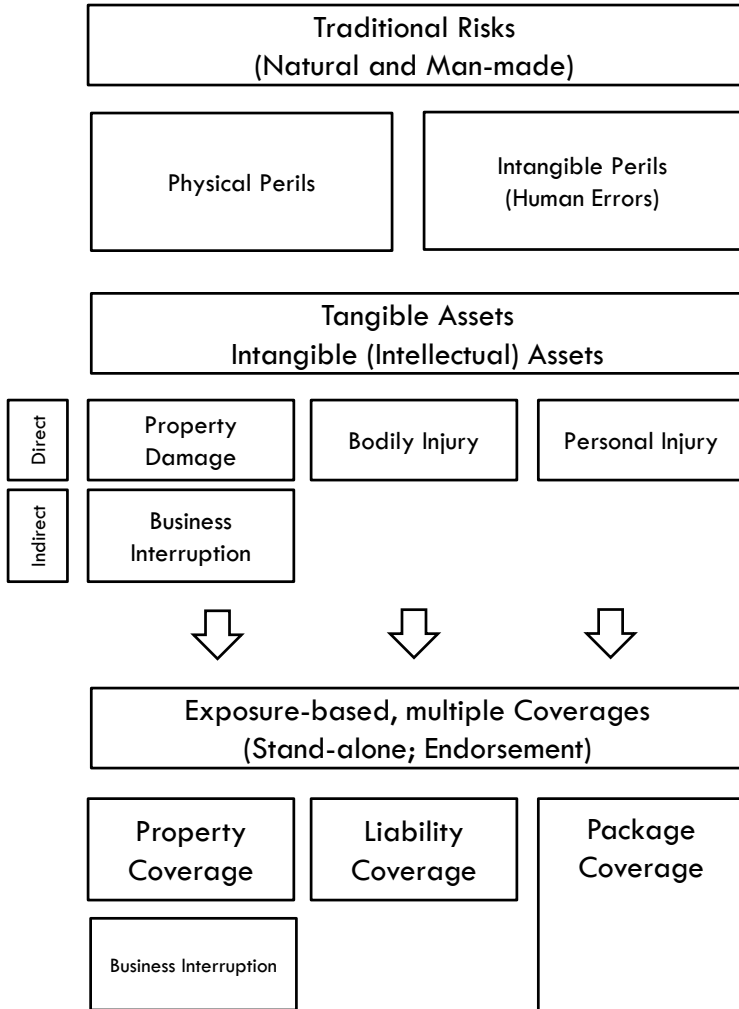 Traditional Risks
(Natural and Man-made)
Physical Perils
Intangible Perils
(Human Errors)
Tangible Assets
Intangible (Intellectual) Assets
Direct
Property
Damage
Bodily Injury
Personal Injury
Indirect
Business
Interruption
Exposure-based, multiple Coverages
(Stand-alone; Endorsement)
Property
Coverage
Liability
Coverage
Package
Coverage
Business Interruption